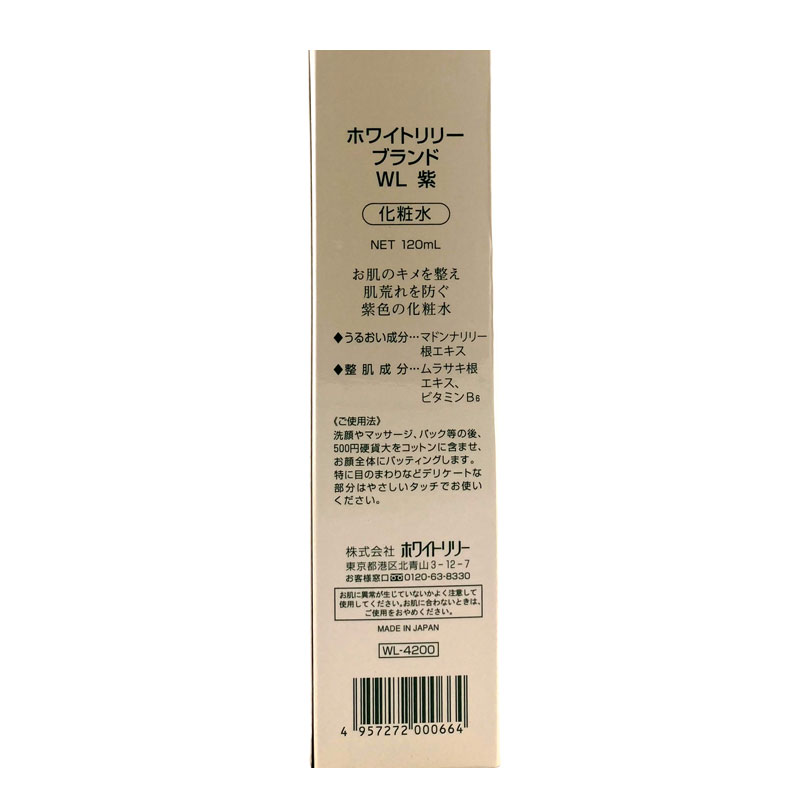 ホワイトリリー
ブランド
WL 紫
化粧水
NET 120mL
お肌のキメを整え
肌荒れを防ぐ
紫色の化粧水
◆うるおい成分…マドンナリリー
根エキス
◆整肌成分…ムラサキ根
エキス、
ビタミンB6
《ご使用法》
洗顔やマッサージ、パック等の後、
500円硬貨大をコットンに含ませ、
お顔全体にパッティングします。
特に目のまわりなどデリケートな
部分はやさしいタッチでお使い
ください。
株式会社 ホワイトリリー
東京都港区北青山3-12-7
お客様窓口 0120-63-8330
お肌に異常が生じていないかよく注意して
使用してください。お肌に合わないときは、
ご使用をおやめください。
MADE IN JAPAN
WL-4200
4 957272 000664